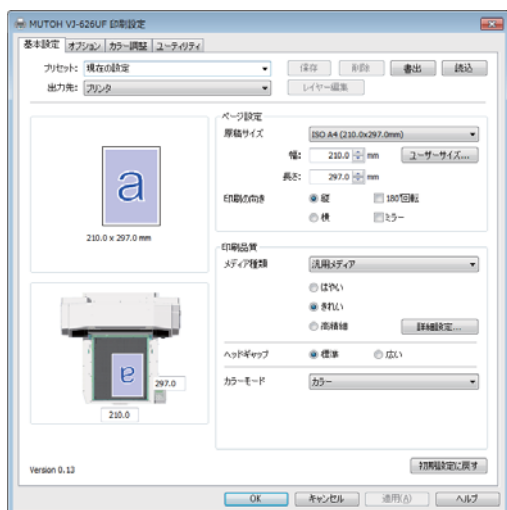 MUTOH VJ-626UF 印刷設定
基本設定 オプション カラー調整 ユーティリティ
プリセット: 現在の設定 保存 削除 書出 読込
出力先: プリンタ レイヤー編集
ページ設定
原稿サイズ ISO A4 (210.0x297.0mm)
幅: 210.0 mm ユーザーサイズ...
長さ: 297.0 mm
印刷の向き 縦 180°回転
横 ミラー
a
210.0 x 297.0 mm
印刷品質
メディア種類 汎用メディア
はやい
きれい
高精細 詳細設定...
ヘッドギャップ 標準 広い
カラーモード カラー
a
297.0
210.0
Version 0.13
初期設定に戻す
OK キャンセル 適用(A) ヘルプ